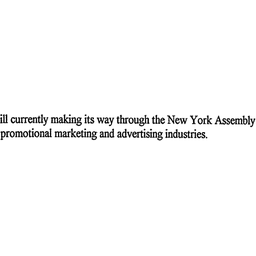 ill currently making its way through the New York Assembly
promotional marketing and advertising industries.